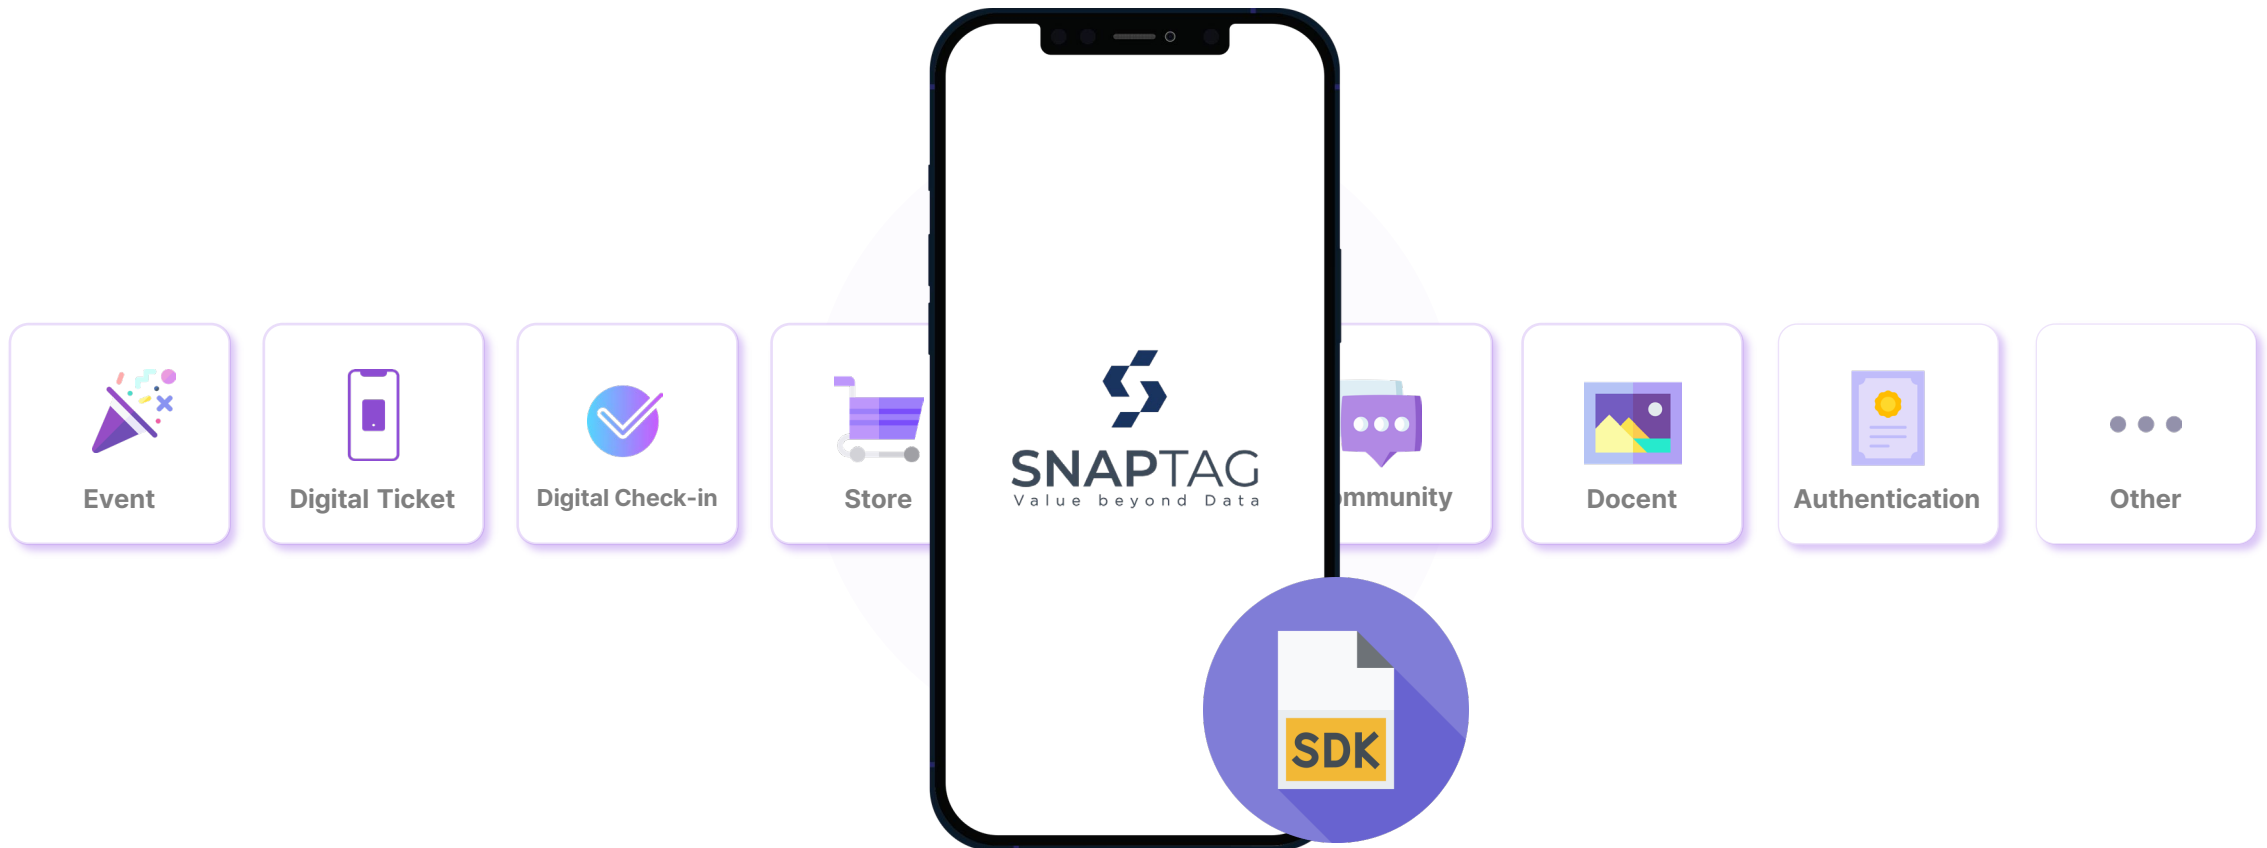 Event
Digital Ticket
Digital Check-in
Store
SNAPTAG
Value beyond Data
mmunity
Docent
Authentication
Other
SDK